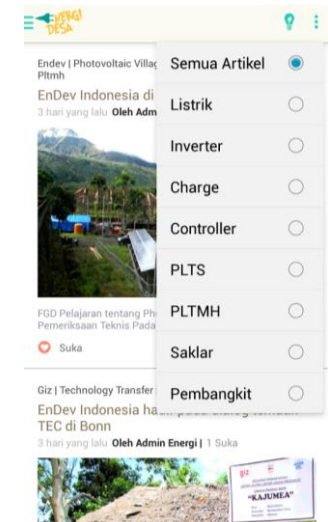 ENERGI
DESA
Endev | Photovoltaic Villag
Pltmh
EnDev Indonesia di
3 hari yang lalu Oleh Adm
Semua Artikel
Listrik
Inverter
Charge
Controller
PLTS
PLTMH
Saklar
Pembangkit
FGD Pelajaran tentang Ph
Pemeriksaan Teknis Pada
Suka
Giz | Technology Transfer
EnDev Indonesia ha
TEC di Bonn
3 hari yang lalu Oleh Admin Energi | 1 Suka
giz
"KAJUMEA"